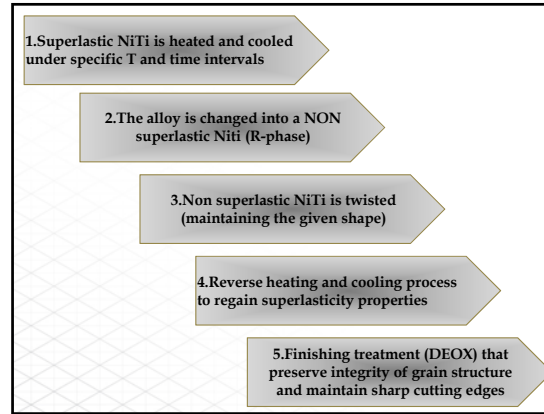 1.Superlastic NiTi is heated and cooled
under specific T and time intervals
2.The alloy is changed into a NON
superlastic Niti (R-phase)
3.Non superlastic NiTi is twisted
(maintaining the given shape)
4.Reverse heating and cooling process
to regain superlasticity properties
5.Finishing treatment (DEOX) that
preserve integrity of grain structure
and maintain sharp cutting edges